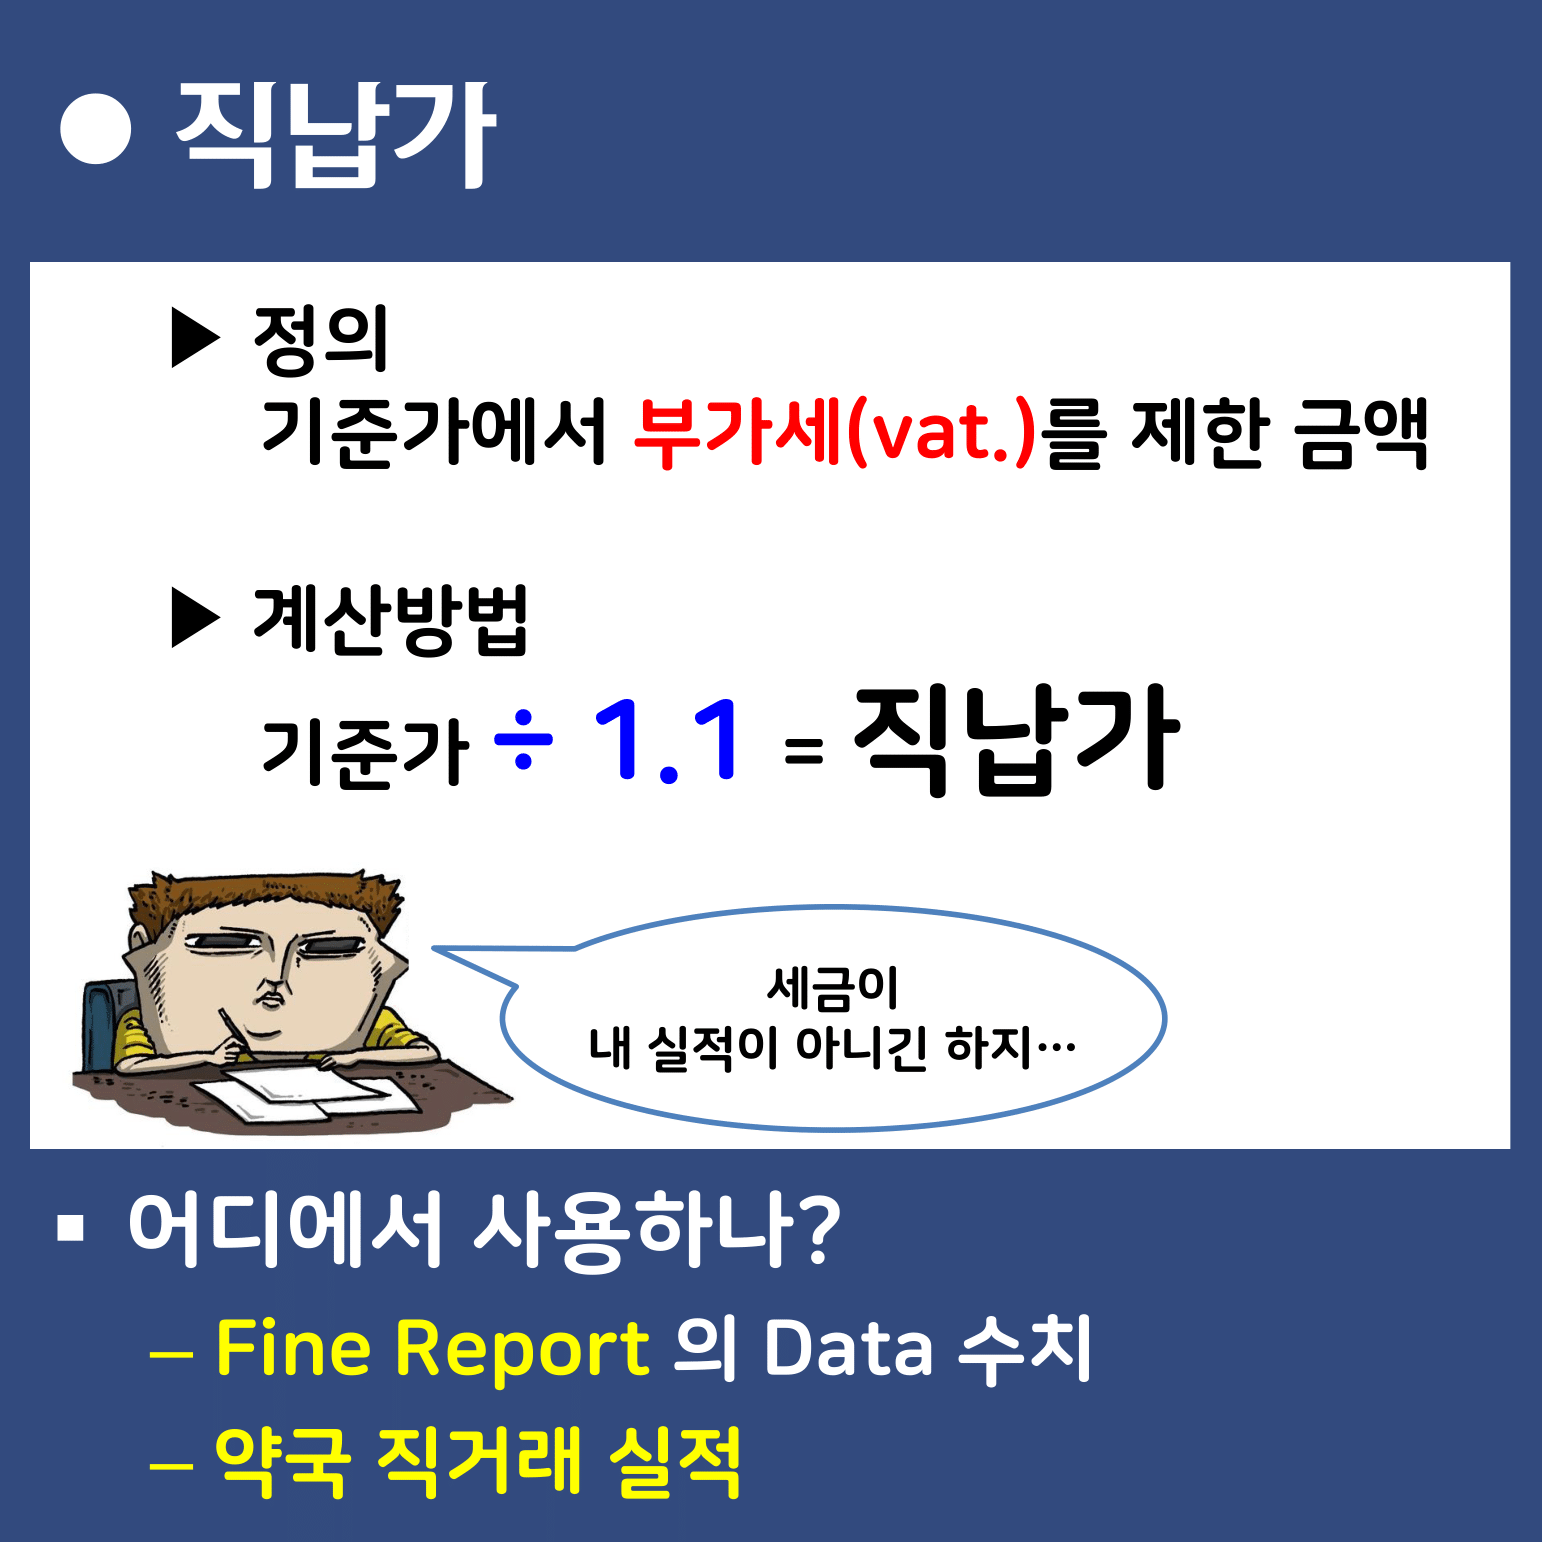 ● 직납가
▶ 정의
기준가에서 부가세(vat.)를 제한 금액
▶ 계산방법
기준가 ÷ 1.1 = 직납가
세금이
내 실적이 아니긴 하지…
▪ 어디에서 사용하나?
– Fine Report 의 Data 수치
– 약국 직거래 실적